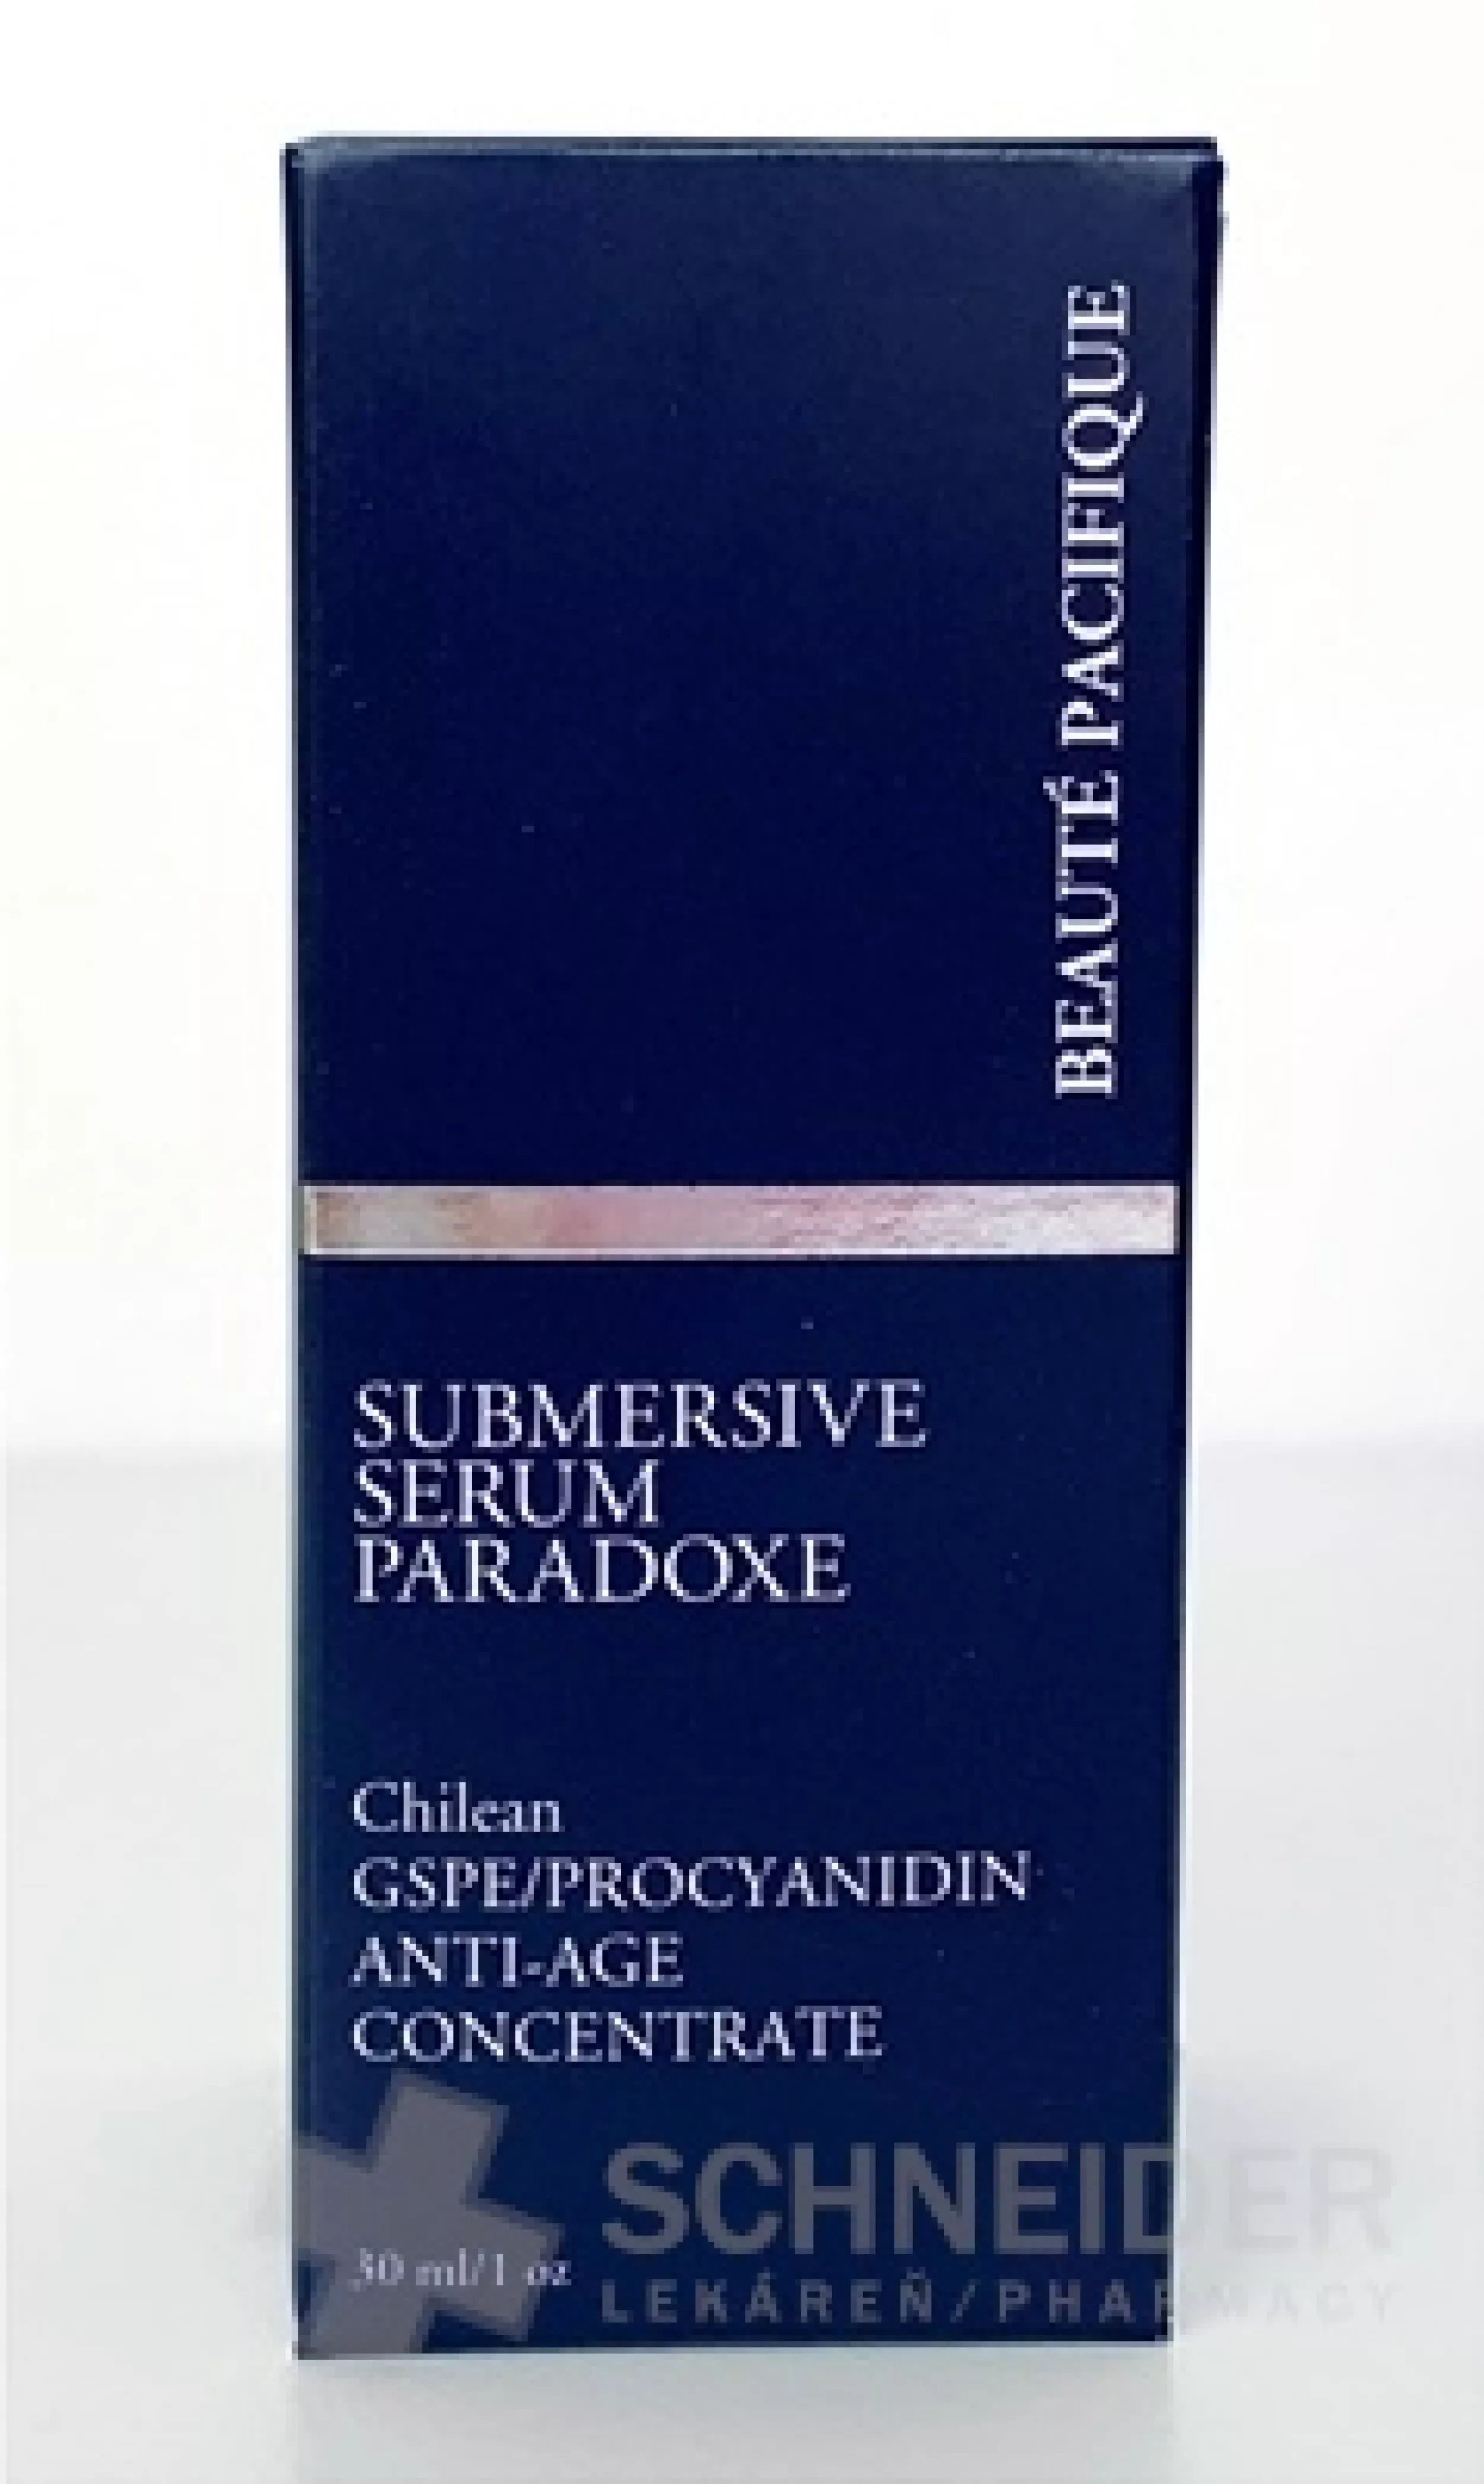 BEAUTÉ PACIFIQUE
SUBMERSIVE
SERUM
PARADOXE
Chilean
GSPE/PROCYANIDIN
ANTI-AGE
CONCENTRATE
30 ml/1 oz
SCHNEIDER
LEKÁREŇ/PHARMACY